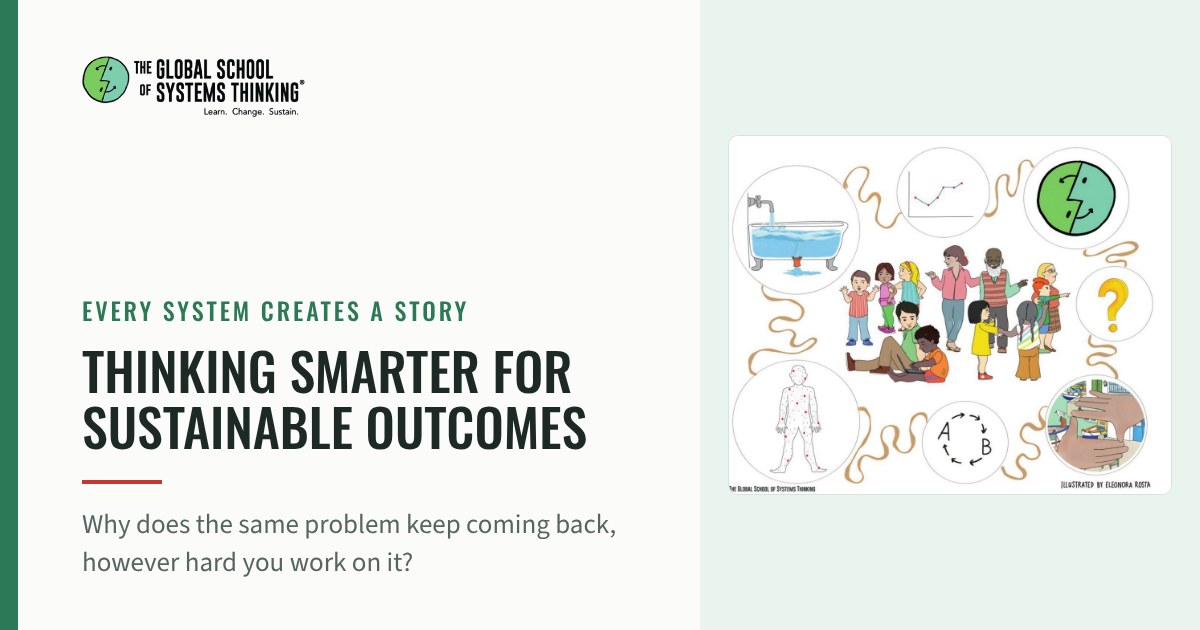 THE GLOBAL SCHOOL
OF SYSTEMS THINKING®
Learn. Change. Sustain.
EVERY SYSTEM CREATES A STORY
THINKING SMARTER FOR
SUSTAINABLE OUTCOMES
Why does the same problem keep coming back,
however hard you work on it?
?
A
B
THE GLOBAL SCHOOL OF SYSTEMS THINKING
ILLUSTRATED BY ELEONORA ROSTA